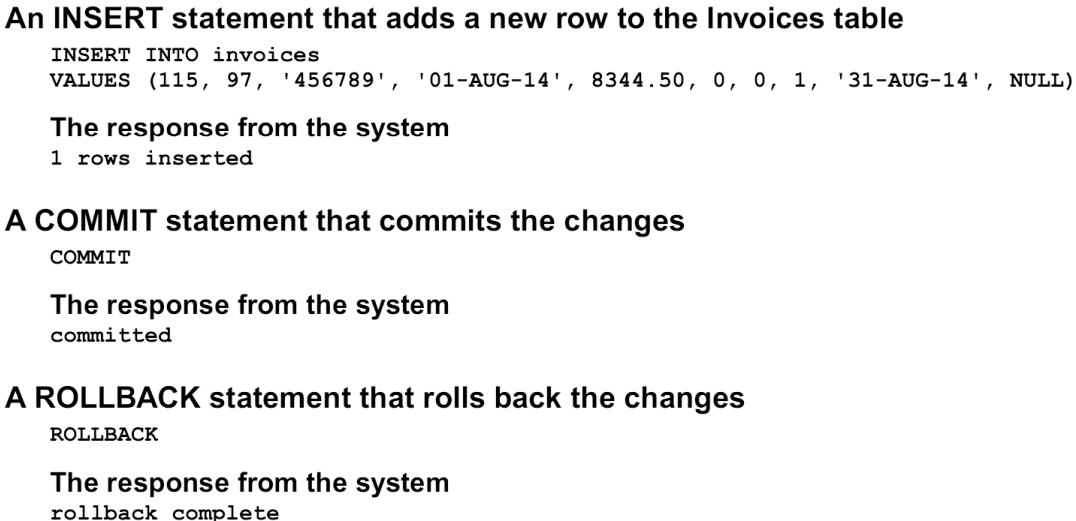 An INSERT statement that adds a new row to the Invoices table
INSERT INTO invoices
VALUES (115, 97, '456789', '01-AUG-14', 8344.50, 0, 0, 1, '31-AUG-14', NULL)
The response from the system
1 rows inserted
A COMMIT statement that commits the changes
COMMIT
The response from the system
committed
A ROLLBACK statement that rolls back the changes
ROLLBACK
The response from the system
rollback complete